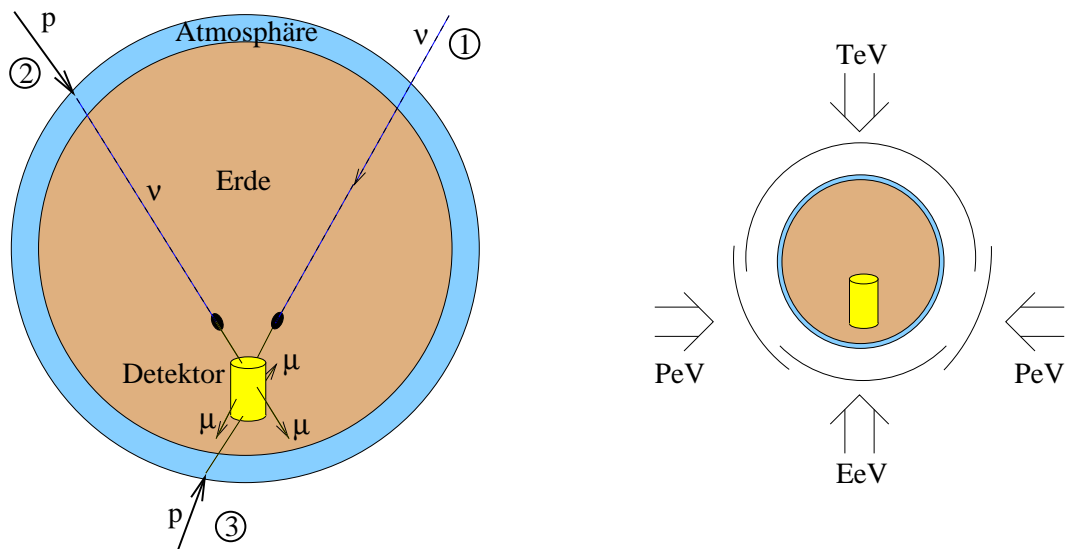 p
Atmosphäre
ν
①
②
ν
Erde
Detektor
μ
μ
μ
p
③
TeV
PeV
PeV
EeV